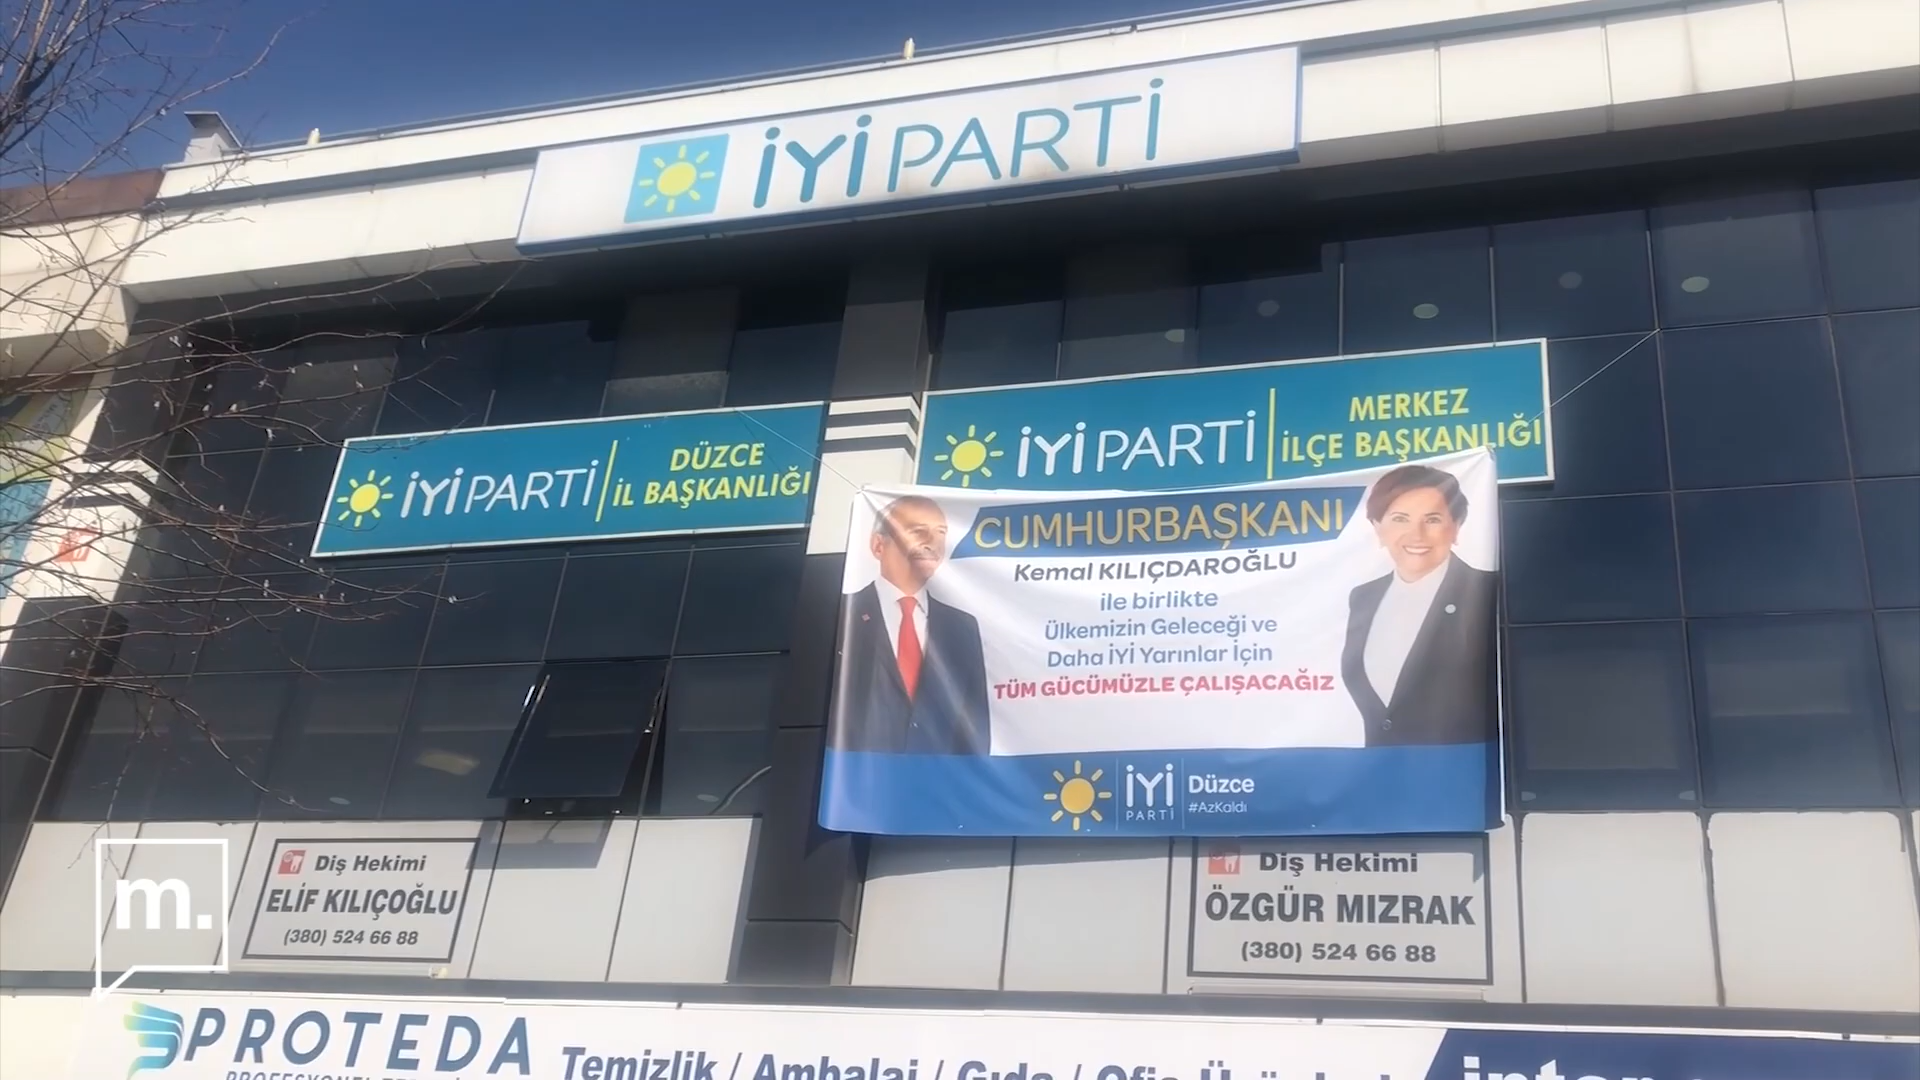 İYİ PARTİ
İYİ PARTİ
DÜZCE
İL BAŞKANLIĞI
İYİ PARTİ
MERKEZ
İLÇE BAŞKANLIĞI
CUMHURBAŞKANI
Kemal KILIÇDAROĞLU
ile birlikte
Ülkemizin Geleceği ve
Daha İYİ Yarınlar İçin
TÜM GÜCÜMÜZLE ÇALIŞACAĞIZ
İYİ
PARTİ
Düzce
#AzKaldı
Diş Hekimi
ELİF KILIÇOĞLU
(380) 524 66 88
Diş Hekimi
ÖZGÜR MIZRAK
(380) 524 66 88
m.
PROTEDA
Temizlik / Ambalaj / Gıda / Ofis